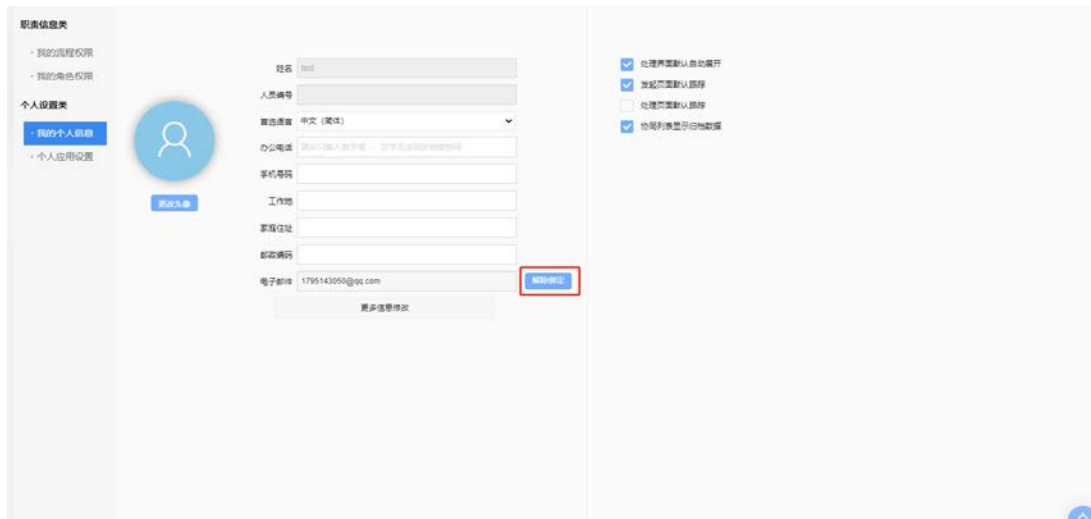 职责信息类
· 我的流程权限
· 我的角色权限
个人设置类
· 我的个人信息
· 个人应用设置
更改头像
姓名 test
人员编号
首选语言 中文（简体）
办公电话
手机号码
工作地
家庭住址
邮政编码
电子邮件 1795143050@qq.com 解除绑定
更多信息修改
处理界面默认自动展开
发起页面默认跟踪
处理页面默认跟踪
协同列表显示归档数据